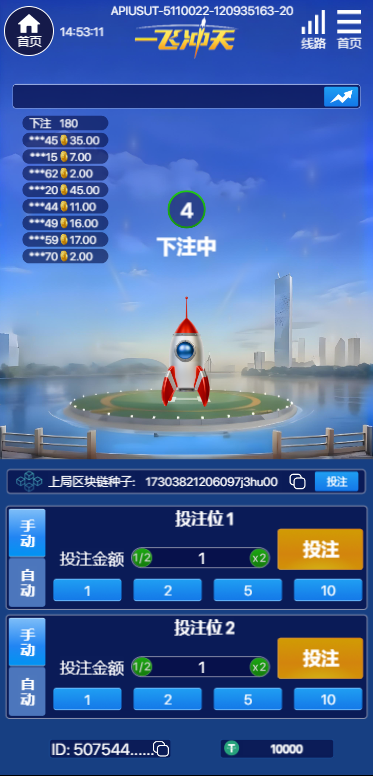 APIUSUT-5110022-120935163-20
首页
14:53:11
一飞冲天
线路
首页
下注 180
***45 35.00
***15 7.00
***62 2.00
***20 45.00
***44 11.00
***49 16.00
***59 17.00
***70 2.00
4
下注中
上局区块链种子: 17303821206097j3hu00
投注
手动
自动
投注位1
投注金额 1/2 1 x2
投注
1 2 5 10
手动
自动
投注位2
投注金额 1/2 1 x2
投注
1 2 5 10
ID: 507544......
T 10000